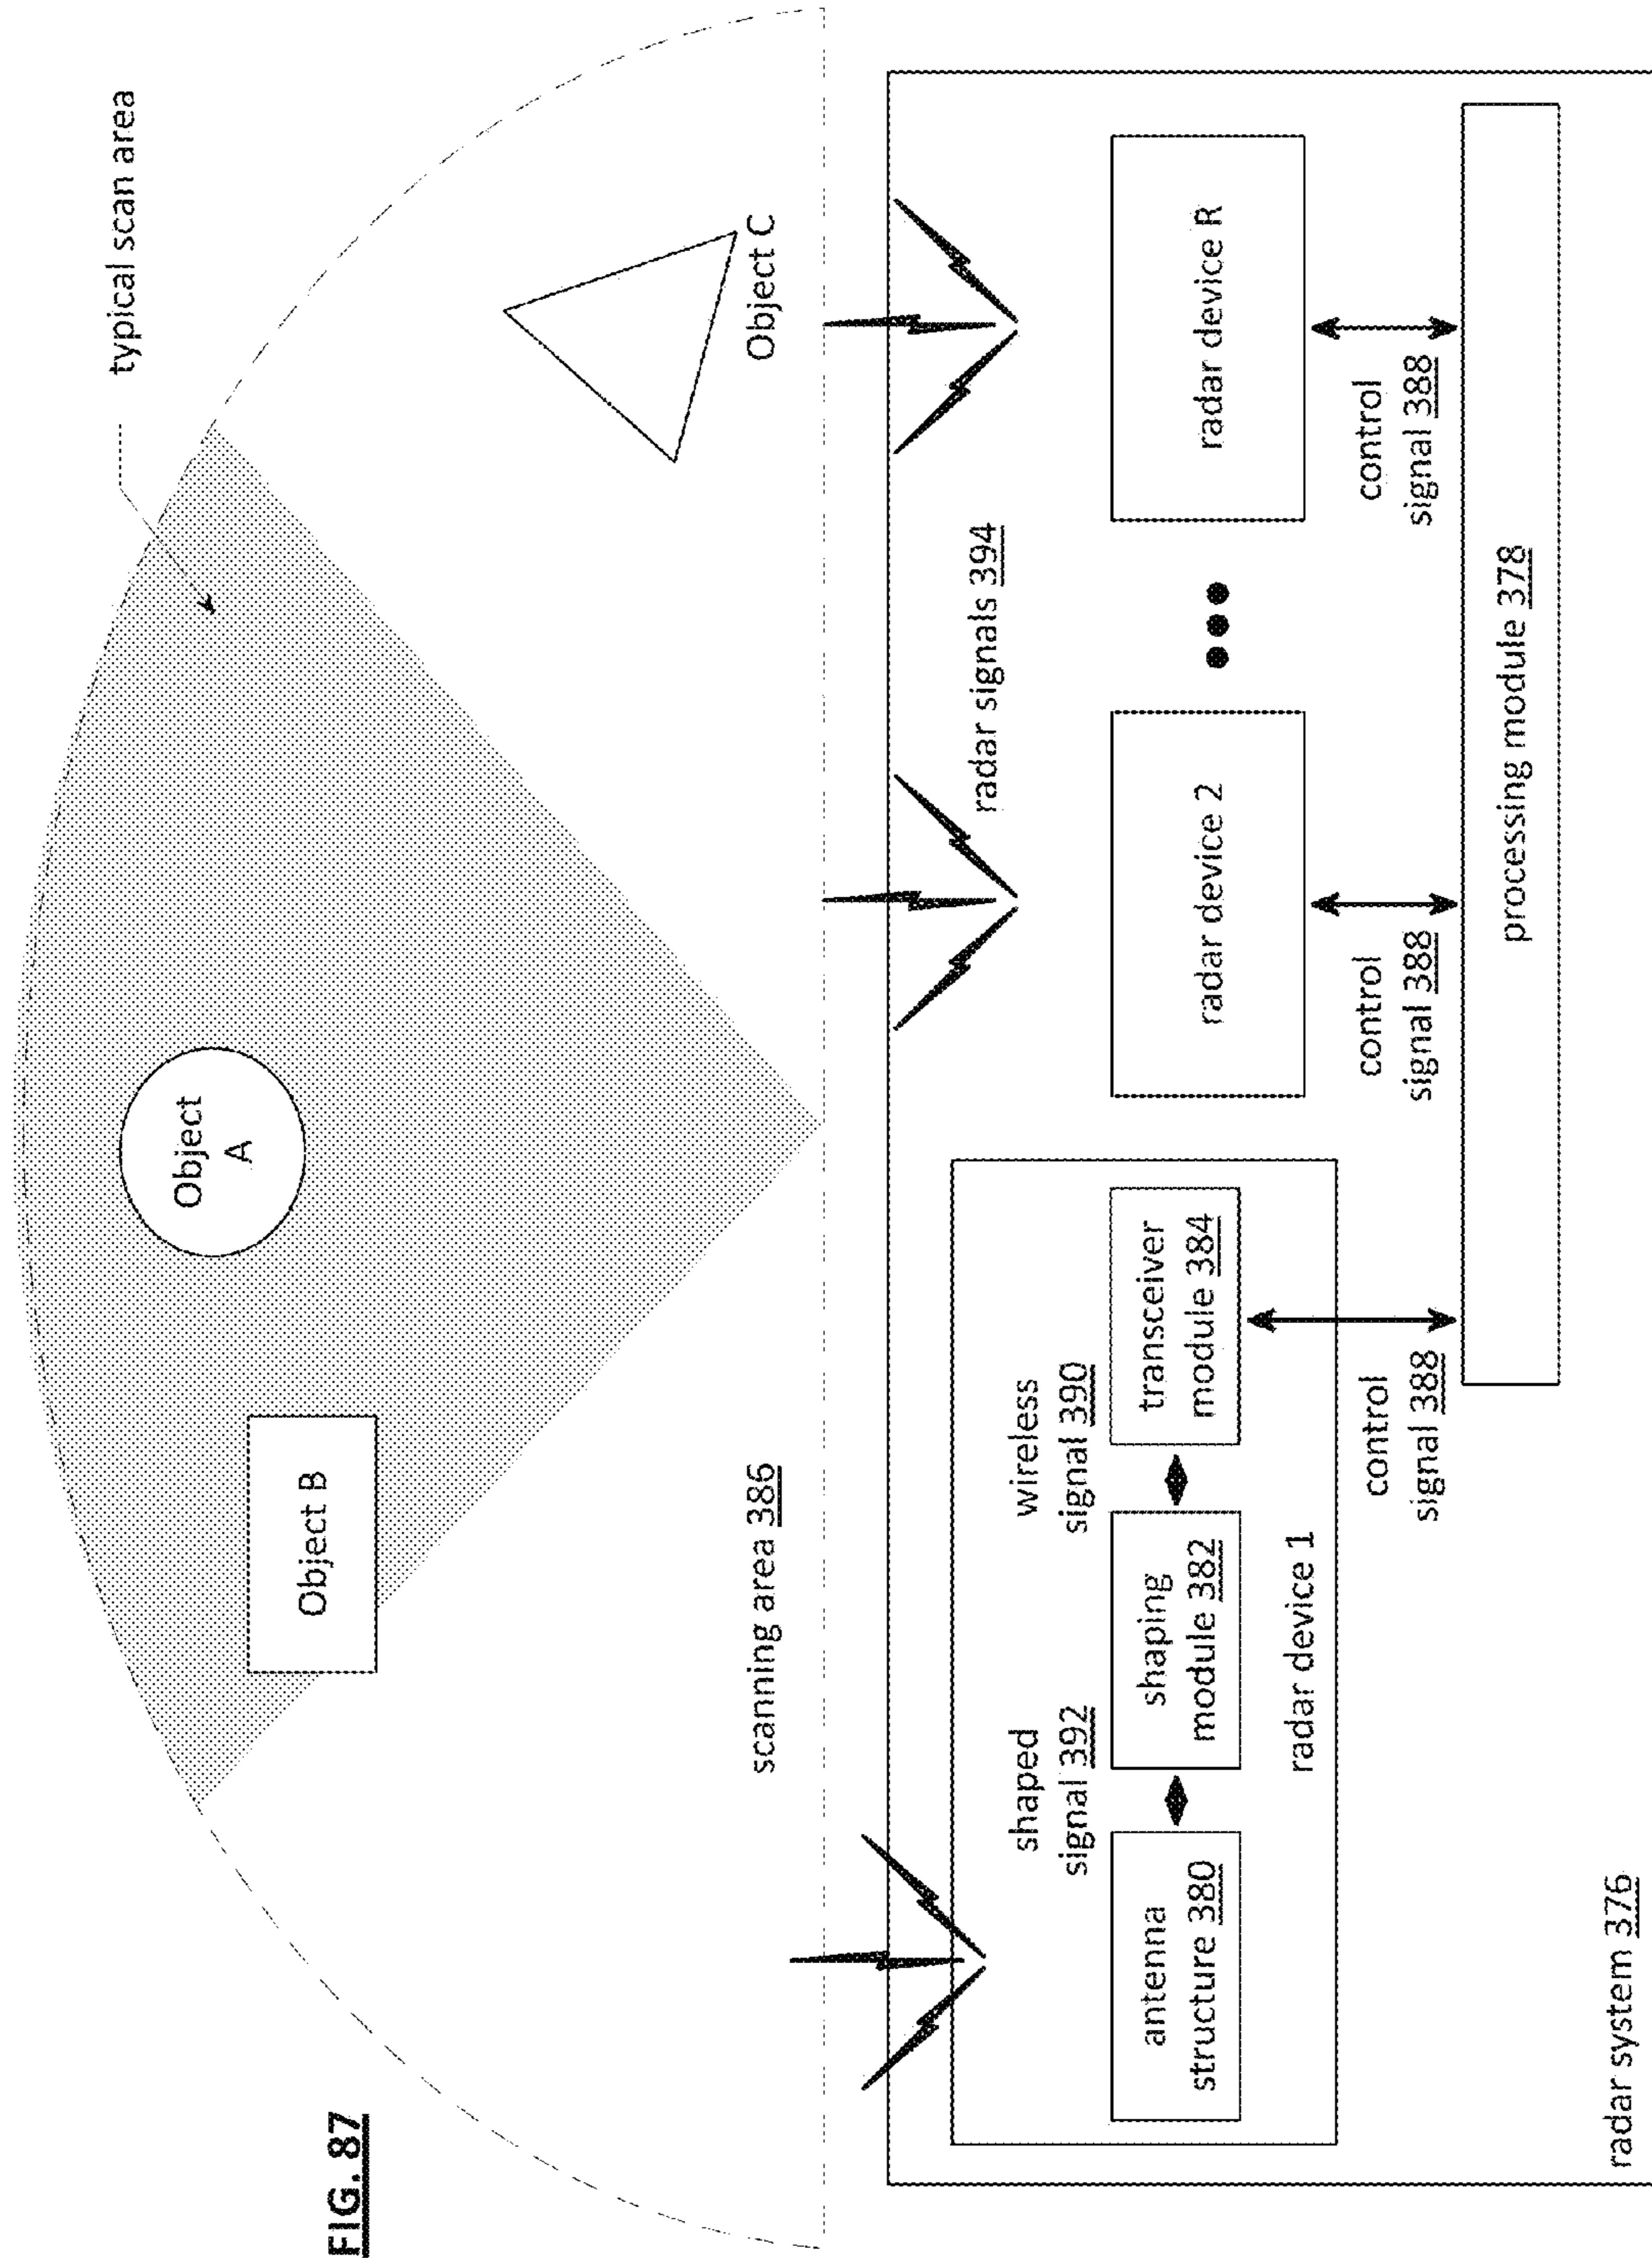 FIG. 87
typical scan area
Object
A
Object B
Object C
scanning area 386
radar signals 394
shaped
signal 392
wireless
signal 390
antenna
structure 380
shaping
module 382
transceiver
module 384
radar device 1
radar device 2
radar device R
control
signal 388
control
signal 388
control
signal 388
processing module 378
radar system 376